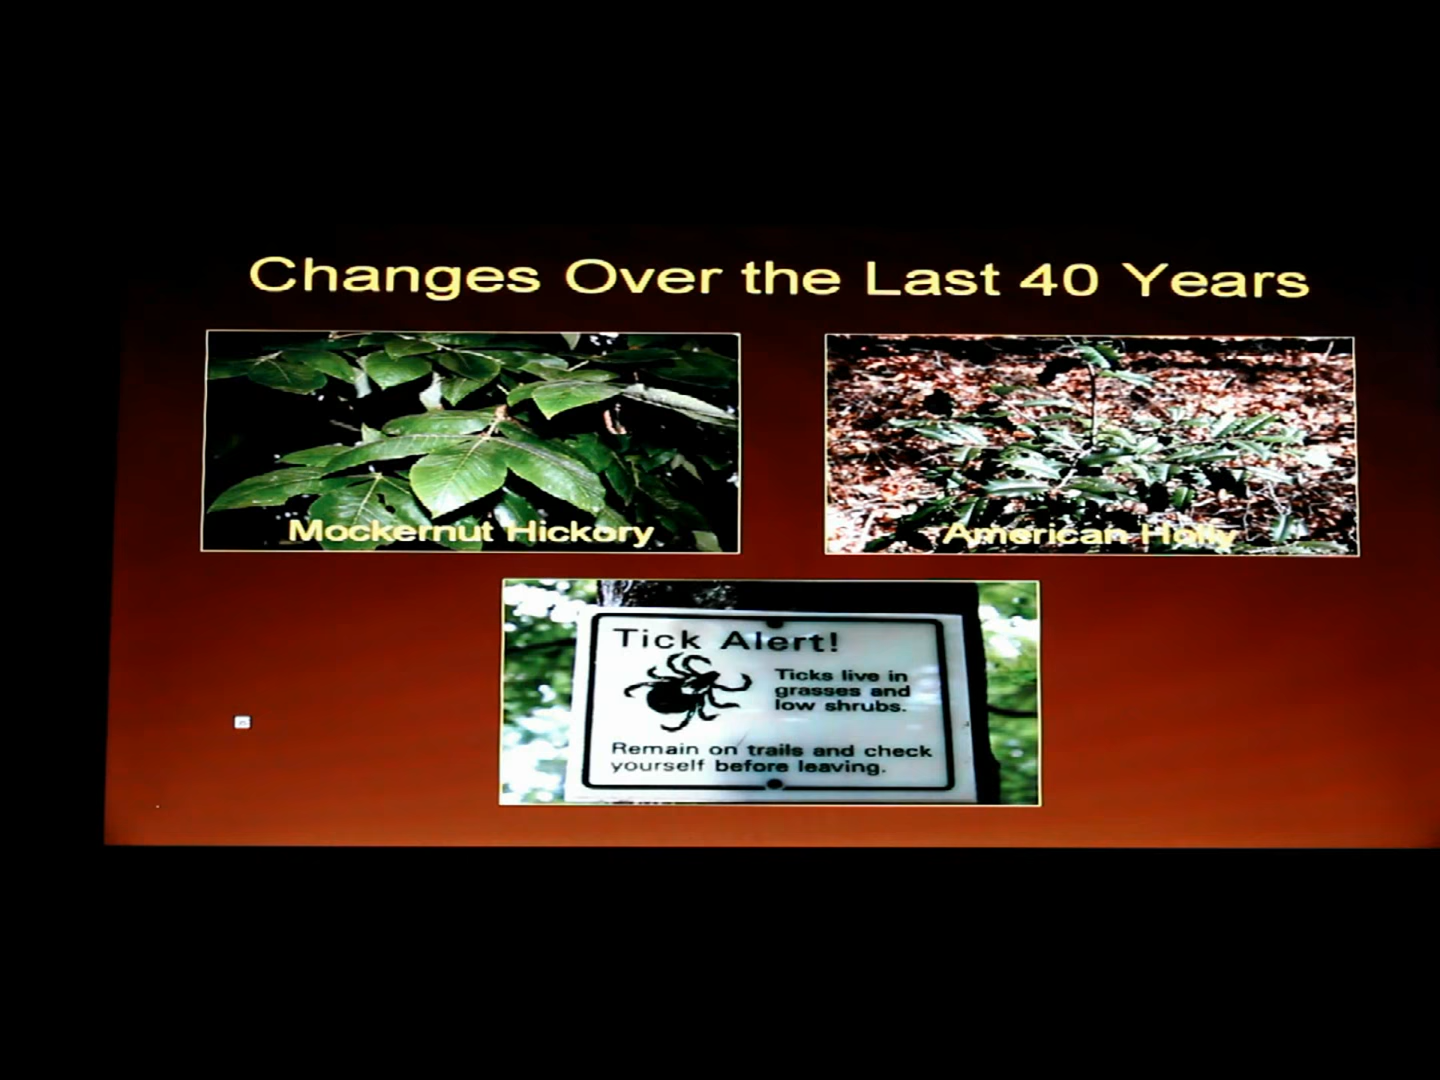 Changes Over the Last 40 Years
Mockernut Hickory
American Holly
Tick Alert!
Ticks live in
grasses and
low shrubs.
Remain on trails and check
yourself before leaving.